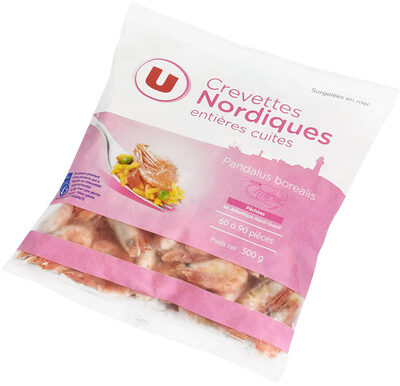 U
Surgelées en mer
Crevettes
Nordiques
entières cuites
Pandalus borealis
Pêchées
en Atlantique Nord-Ouest
60 à 90 pièces
Poids net 500 g